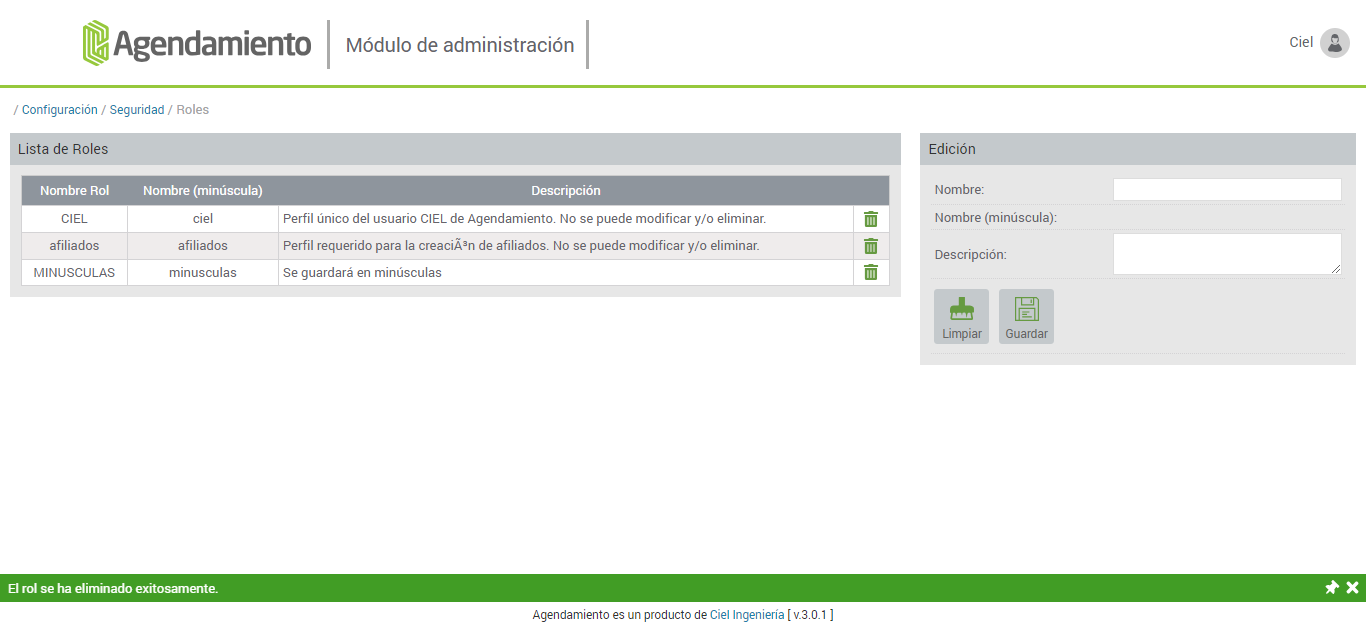 Agendamiento
Módulo de administración
Ciel
/ Configuración / Seguridad / Roles
Lista de Roles
Nombre Rol Nombre (minúscula) Descripción
CIEL ciel Perfil único del usuario CIEL de Agendamiento. No se puede modificar y/o eliminar.
afiliados afiliados Perfil requerido para la creaciÃ³n de afiliados. No se puede modificar y/o eliminar.
MINUSCULAS minusculas Se guardará en minúsculas
Edición
Nombre:
Nombre (minúscula):
Descripción:
Limpiar Guardar
El rol se ha eliminado exitosamente.
Agendamiento es un producto de Ciel Ingeniería [ v.3.0.1 ]